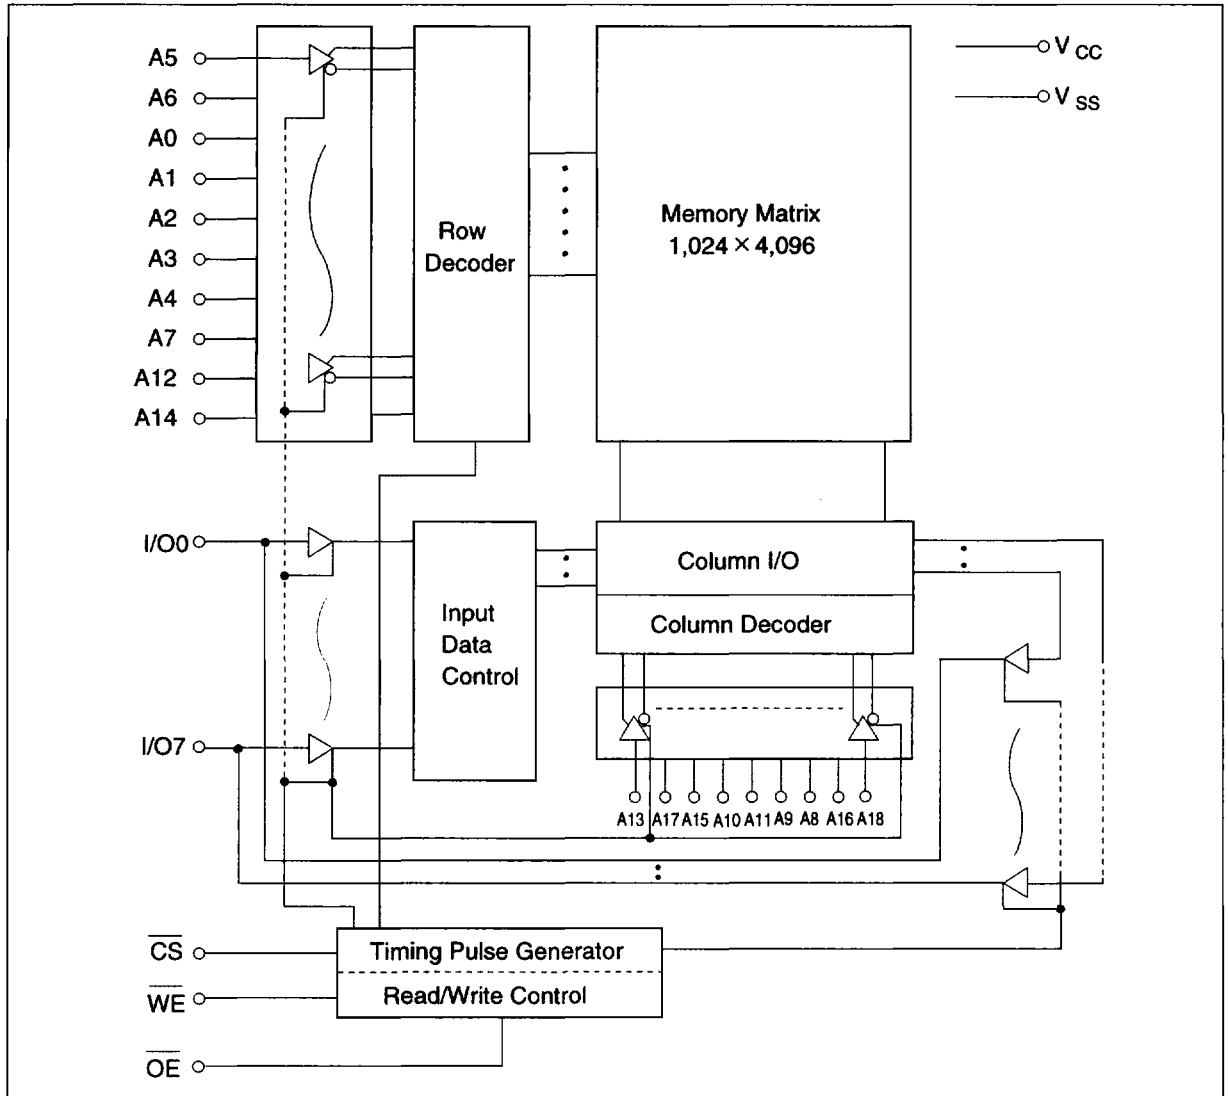 A5
A6
A0
A1
A2
A3
A4
A7
A12
A14
Row
Decoder
Memory Matrix
1,024 × 4,096
V CC
V SS
I/O0
I/O7
Input
Data
Control
Column I/O
Column Decoder
A13 A17 A15 A10 A11 A9 A8 A16 A18
CS
WE
OE
Timing Pulse Generator
Read/Write Control